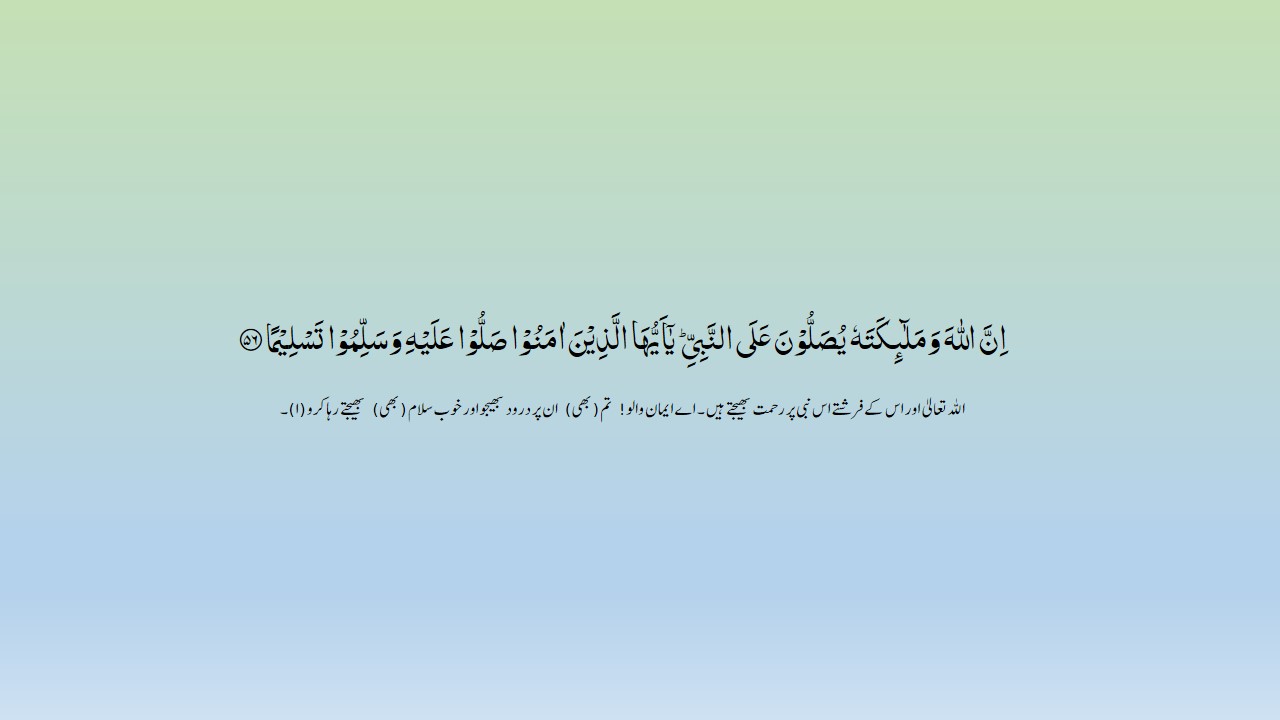 اِنَّ اللّٰهَ وَمَلٰٓئِكَتَهٗ يُصَلُّوْنَ عَلَى النَّبِيِّ ؕ يٰۤاَيُّهَا الَّذِيْنَ اٰمَنُوْا صَلُّوْا عَلَيْهِ وَسَلِّمُوْا تَسْلِيْمًا ﴿۵۶﴾
اللہ تعالیٰ اور اس کے فرشتے اس نبی پر رحمت بھیجتے ہیں۔ اے ایمان والو! تم (بھی) ان پر درود بھیجو اور خوب سلام (بھی) بھیجتے رہا کرو (۱)۔